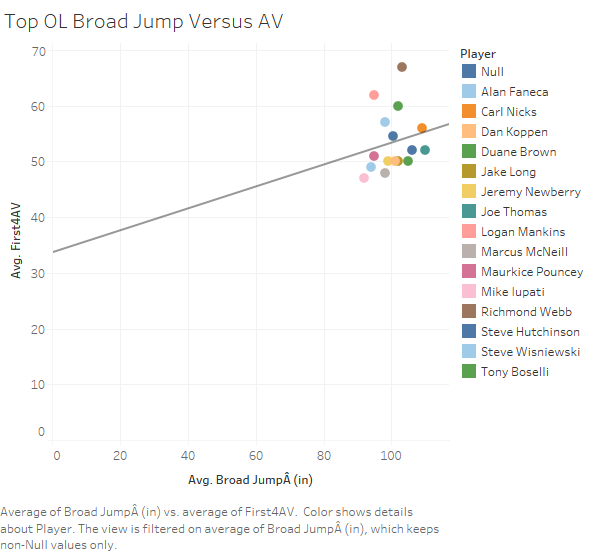 Top OL Broad Jump Versus AV
70
60
50
40
30
20
10
0
Avg. First4AV
0 20 40 60 80 100
Avg. Broad JumpÂ (in)
Player
Null
Alan Faneca
Carl Nicks
Dan Koppen
Duane Brown
Jake Long
Jeremy Newberry
Joe Thomas
Logan Mankins
Marcus McNeill
Maurkice Pouncey
Mike Iupati
Richmond Webb
Steve Hutchinson
Steve Wisniewski
Tony Boselli
Average of Broad JumpÂ (in) vs. average of First4AV. Color shows details
about Player. The view is filtered on average of Broad JumpÂ (in), which keeps
non-Null values only.